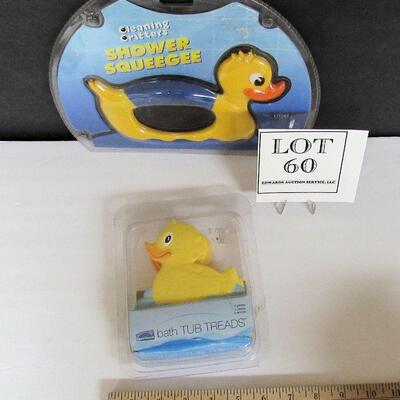 Cleaning
Critters
SHOWER
SQUEEGEE
LOT
60
EDWARDS AUCTION SERVICE, LLC
bath TUB TREADS